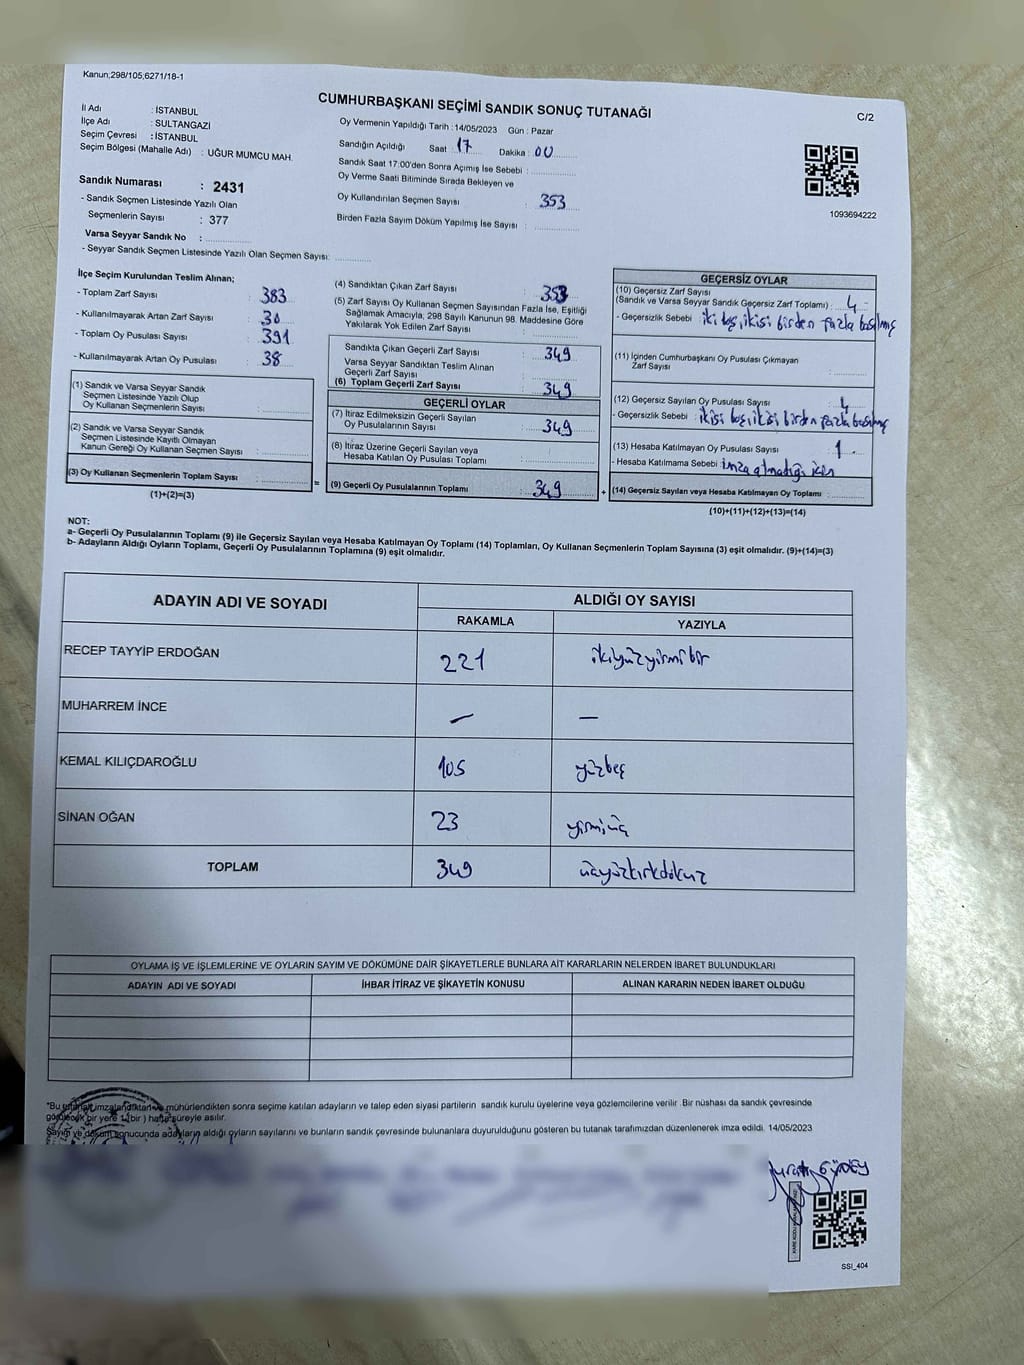 Kanun;298/105;6271/18-1
CUMHURBAŞKANI SEÇİMİ SANDIK SONUÇ TUTANAĞI
C/2
İl Adı : İSTANBUL
İlçe Adı : SULTANGAZİ
Seçim Çevresi : İSTANBUL
Seçim Bölgesi (Mahalle Adı) : UĞUR MUMCU MAH.
Sandık Numarası : 2431
- Sandık Seçmen Listesinde Yazılı Olan
Seçmenlerin Sayısı : 377
Varsa Seyyar Sandık No :
- Seyyar Sandık Seçmen Listesinde Yazılı Olan Seçmen Sayısı:
Oy Vermenin Yapıldığı Tarih :14/05/2023 Gün : Pazar
Sandığın Açıldığı Saat : 17 Dakika : 00
Sandık Saat 17:00'den Sonra Açımış İse Sebebi :
Oy Verme Saati Bitiminde Sırada Bekleyen ve
Oy Kullandırılan Seçmen Sayısı : 353
Birden Fazla Sayım Döküm Yapılmış İse Sayısı :
1093694222
İlçe Seçim Kurulundan Teslim Alınan;
- Toplam Zarf Sayısı : 383
- Kullanılmayarak Artan Zarf Sayısı : 30
- Toplam Oy Pusulası Sayısı : 391
- Kullanılmayarak Artan Oy Pusulası : 38
(1) Sandık ve Varsa Seyyar Sandık
Seçmen Listesinde Yazılı Olup
Oy Kullanan Seçmenlerin Sayısı :
(2) Sandık ve Varsa Seyyar Sandık
Seçmen Listesinde Kayıtlı Olmayan
Kanun Gereği Oy Kullanan Seçmen Sayısı :
(3) Oy Kullanan Seçmenlerin Toplam Sayısı :
(1)+(2)=(3)
=
(4) Sandıktan Çıkan Zarf Sayısı : 353
(5) Zarf Sayısı Oy Kullanan Seçmen Sayısından Fazla İse, Eşitliği
Sağlamak Amacıyla, 298 Sayılı Kanunun 98. Maddesine Göre
Yakılarak Yok Edilen Zarf Sayısı :
Sandıkta Çıkan Geçerli Zarf Sayısı : 349
Varsa Seyyar Sandıktan Teslim Alınan
Geçerli Zarf Sayısı :
(6) Toplam Geçerli Zarf Sayısı : 349
GEÇERLİ OYLAR
(7) İtiraz Edilmeksizin Geçerli Sayılan
Oy Pusulalarının Sayısı : 349
(8) İtiraz Üzerine Geçerli Sayılan veya
Hesaba Katılan Oy Pusulası Toplamı :
(9) Geçerli Oy Pusulalarının Toplamı : 349
+
GEÇERSİZ OYLAR
(10) Geçersiz Zarf Sayısı
(Sandık ve Varsa Seyyar Sandık Geçersiz Zarf Toplamı) : 4
- Geçersizlik Sebebi : iki boş, ikisi birden fazla basılmış
(11) İçinden Cumhurbaşkanı Oy Pusulası Çıkmayan
Zarf Sayısı :
(12) Geçersiz Sayılan Oy Pusulası Sayısı : 4
- Geçersizlik Sebebi : ikisi boş, ikisi birden fazla basılmış
(13) Hesaba Katılmayan Oy Pusulası Sayısı : 1
- Hesaba Katılmama Sebebi : imza atmadığı için
(14) Geçersiz Sayılan veya Hesaba Katılmayan Oy Toplamı :
(10)+(11)+(12)+(13)=(14)
NOT:
a- Geçerli Oy Pusulalarının Toplamı (9) ile Geçersiz Sayılan veya Hesaba Katılmayan Oy Toplamı (14) Toplamları, Oy Kullanan Seçmenlerin Toplam Sayısına (3) eşit olmalıdır. (9)+(14)=(3)
b- Adayların Aldığı Oyların Toplamı, Geçerli Oy Pusulalarının Toplamına (9) eşit olmalıdır.
ADAYIN ADI VE SOYADI ALDIĞI OY SAYISI
RAKAMLA YAZIYLA
RECEP TAYYİP ERDOĞAN 221 ikiyüzyirmibir
MUHARREM İNCE — —
KEMAL KILIÇDAROĞLU 105 yüzbeş
SİNAN OĞAN 23 yirmiüç
TOPLAM 349 üçyüzkırkdokuz
OYLAMA İŞ VE İŞLEMLERİNE VE OYLARIN SAYIM VE DÖKÜMÜNE DAİR ŞİKAYETLERLE BUNLARA AİT KARARLARIN NELERDEN İBARET BULUNDUKLARI
ADAYIN ADI VE SOYADI İHBAR İTİRAZ VE ŞİKAYETİN KONUSU ALINAN KARARIN NEDEN İBARET OLDUĞU
"Bu tutanak imzalandıktan ve mühürlendikten sonra seçime katılan adayların ve talep eden siyasi partilerin sandık kurulu üyelerine veya gözlemcilerine verilir .Bir nüshası da sandık çevresinde
görülecek bir yere 1 (bir ) hafta süreyle asılır.
Sayım ve döküm sonucunda adayların aldığı oyların sayılarını ve bunların sandık çevresinde bulunanlara duyurulduğunu gösteren bu tutanak tarafımızdan düzenlenerek imza edildi. 14/05/2023
SSİ_404